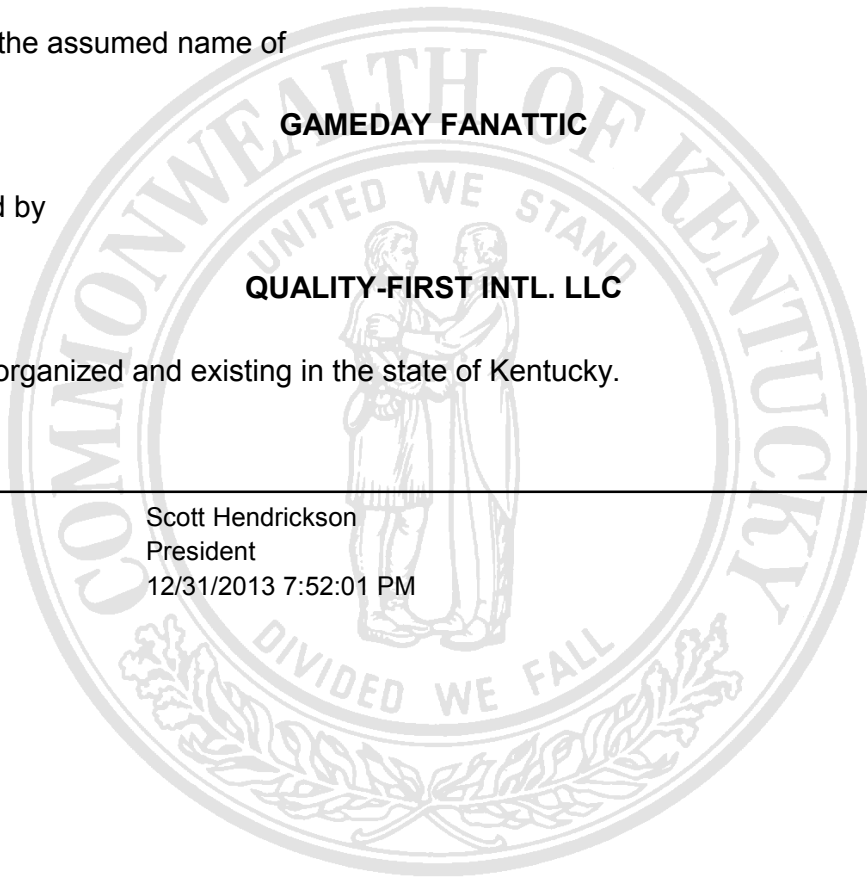 the assumed name of
GAMEDAY FANATTIC
d by
QUALITY-FIRST INTL. LLC
organized and existing in the state of Kentucky.
Scott Hendrickson
President
12/31/2013 7:52:01 PM
COMMONWEALTH OF KENTUCKY
UNITED WE STAND
DIVIDED WE FALL